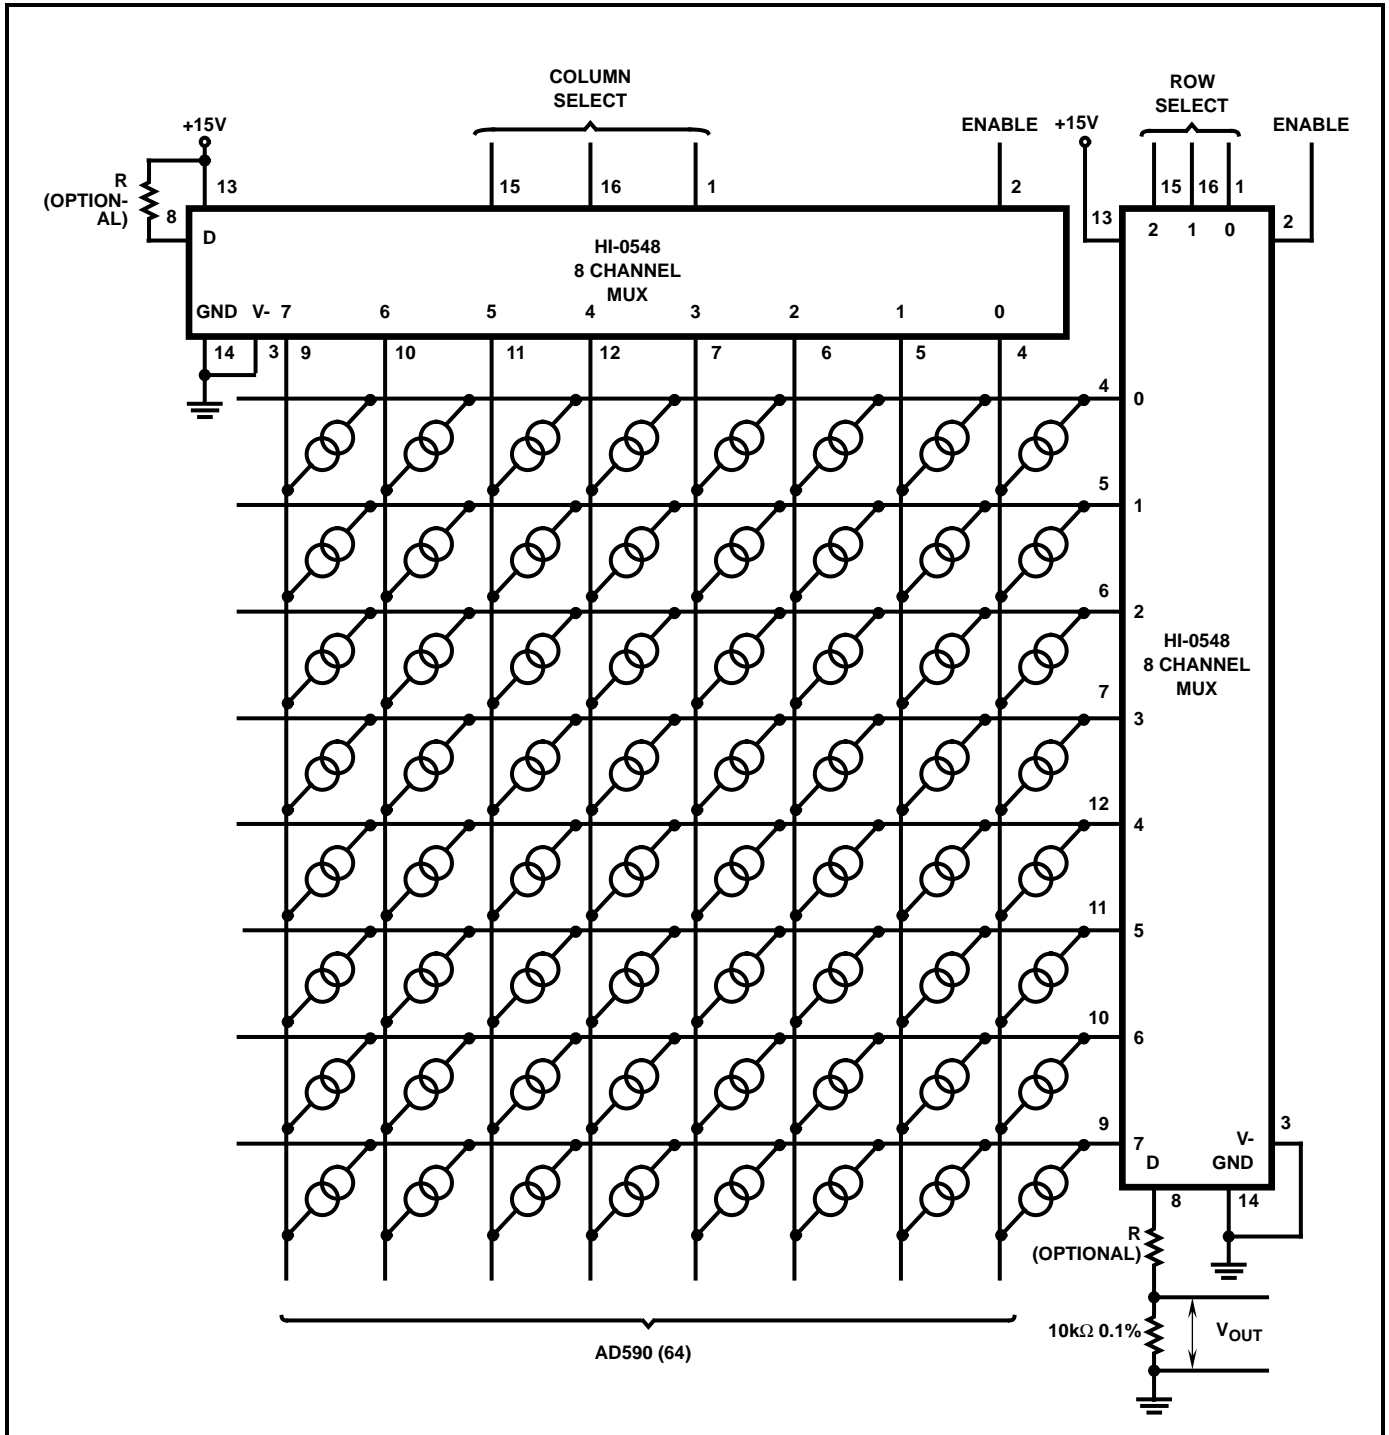 COLUMN
SELECT
ROW
SELECT
+15V
ENABLE
+15V
ENABLE
R
(OPTION-
AL)
13
8
15
16
1
2
13
15
16
1
2
D
HI-0548
8 CHANNEL
MUX
2
1
0
GND
V-
7
6
5
4
3
2
1
0
14
3
9
10
11
12
7
6
5
4
4
0
5
1
6
2
HI-0548
8 CHANNEL
MUX
7
3
12
4
11
5
10
6
9
7
3
V-
D
GND
8
14
R
(OPTIONAL)
10kΩ 0.1%
VOUT
AD590 (64)